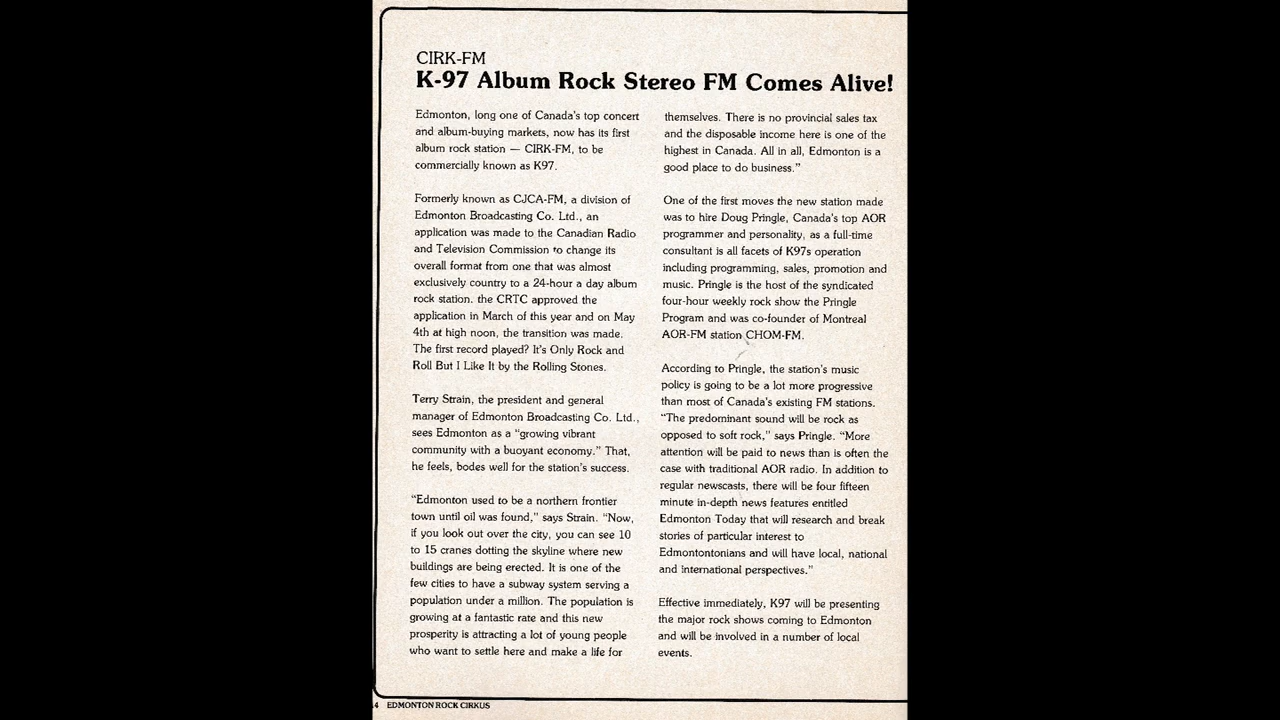 CIRK-FM
K-97 Album Rock Stereo FM Comes Alive!
Edmonton, long one of Canada's top concert
and album-buying markets, now has its first
album rock station — CIRK-FM, to be
commercially known as K97.
Formerly known as CJCA-FM, a division of
Edmonton Broadcasting Co. Ltd., an
application was made to the Canadian Radio
and Television Commission to change its
overall format from one that was almost
exclusively country to a 24-hour a day album
rock station. the CRTC approved the
application in March of this year and on May
4th at high noon, the transition was made.
The first record played? It's Only Rock and
Roll But I Like It by the Rolling Stones.
Terry Strain, the president and general
manager of Edmonton Broadcasting Co. Ltd.,
sees Edmonton as a "growing vibrant
community with a buoyant economy." That,
he feels, bodes well for the station's success.
"Edmonton used to be a northern frontier
town until oil was found," says Strain. "Now,
if you look out over the city, you can see 10
to 15 cranes dotting the skyline where new
buildings are being erected. It is one of the
few cities to have a subway system serving a
population under a million. The population is
growing at a fantastic rate and this new
prosperity is attracting a lot of young people
who want to settle here and make a life for
themselves. There is no provincial sales tax
and the disposable income here is one of the
highest in Canada. All in all, Edmonton is a
good place to do business."
One of the first moves the new station made
was to hire Doug Pringle, Canada's top AOR
programmer and personality, as a full-time
consultant is all facets of K97s operation
including programming, sales, promotion and
music. Pringle is the host of the syndicated
four-hour weekly rock show the Pringle
Program and was co-founder of Montreal
AOR-FM station CHOM-FM.
According to Pringle, the station's music
policy is going to be a lot more progressive
than most of Canada's existing FM stations.
"The predominant sound will be rock as
opposed to soft rock," says Pringle. "More
attention will be paid to news than is often the
case with traditional AOR radio. In addition to
regular newscasts, there will be four fifteen
minute in-depth news features entitled
Edmonton Today that will research and break
stories of particular interest to
Edmontontonians and will have local, national
and international perspectives."
Effective immediately, K97 will be presenting
the major rock shows coming to Edmonton
and will be involved in a number of local
events.
4 EDMONTON ROCK CIRKUS